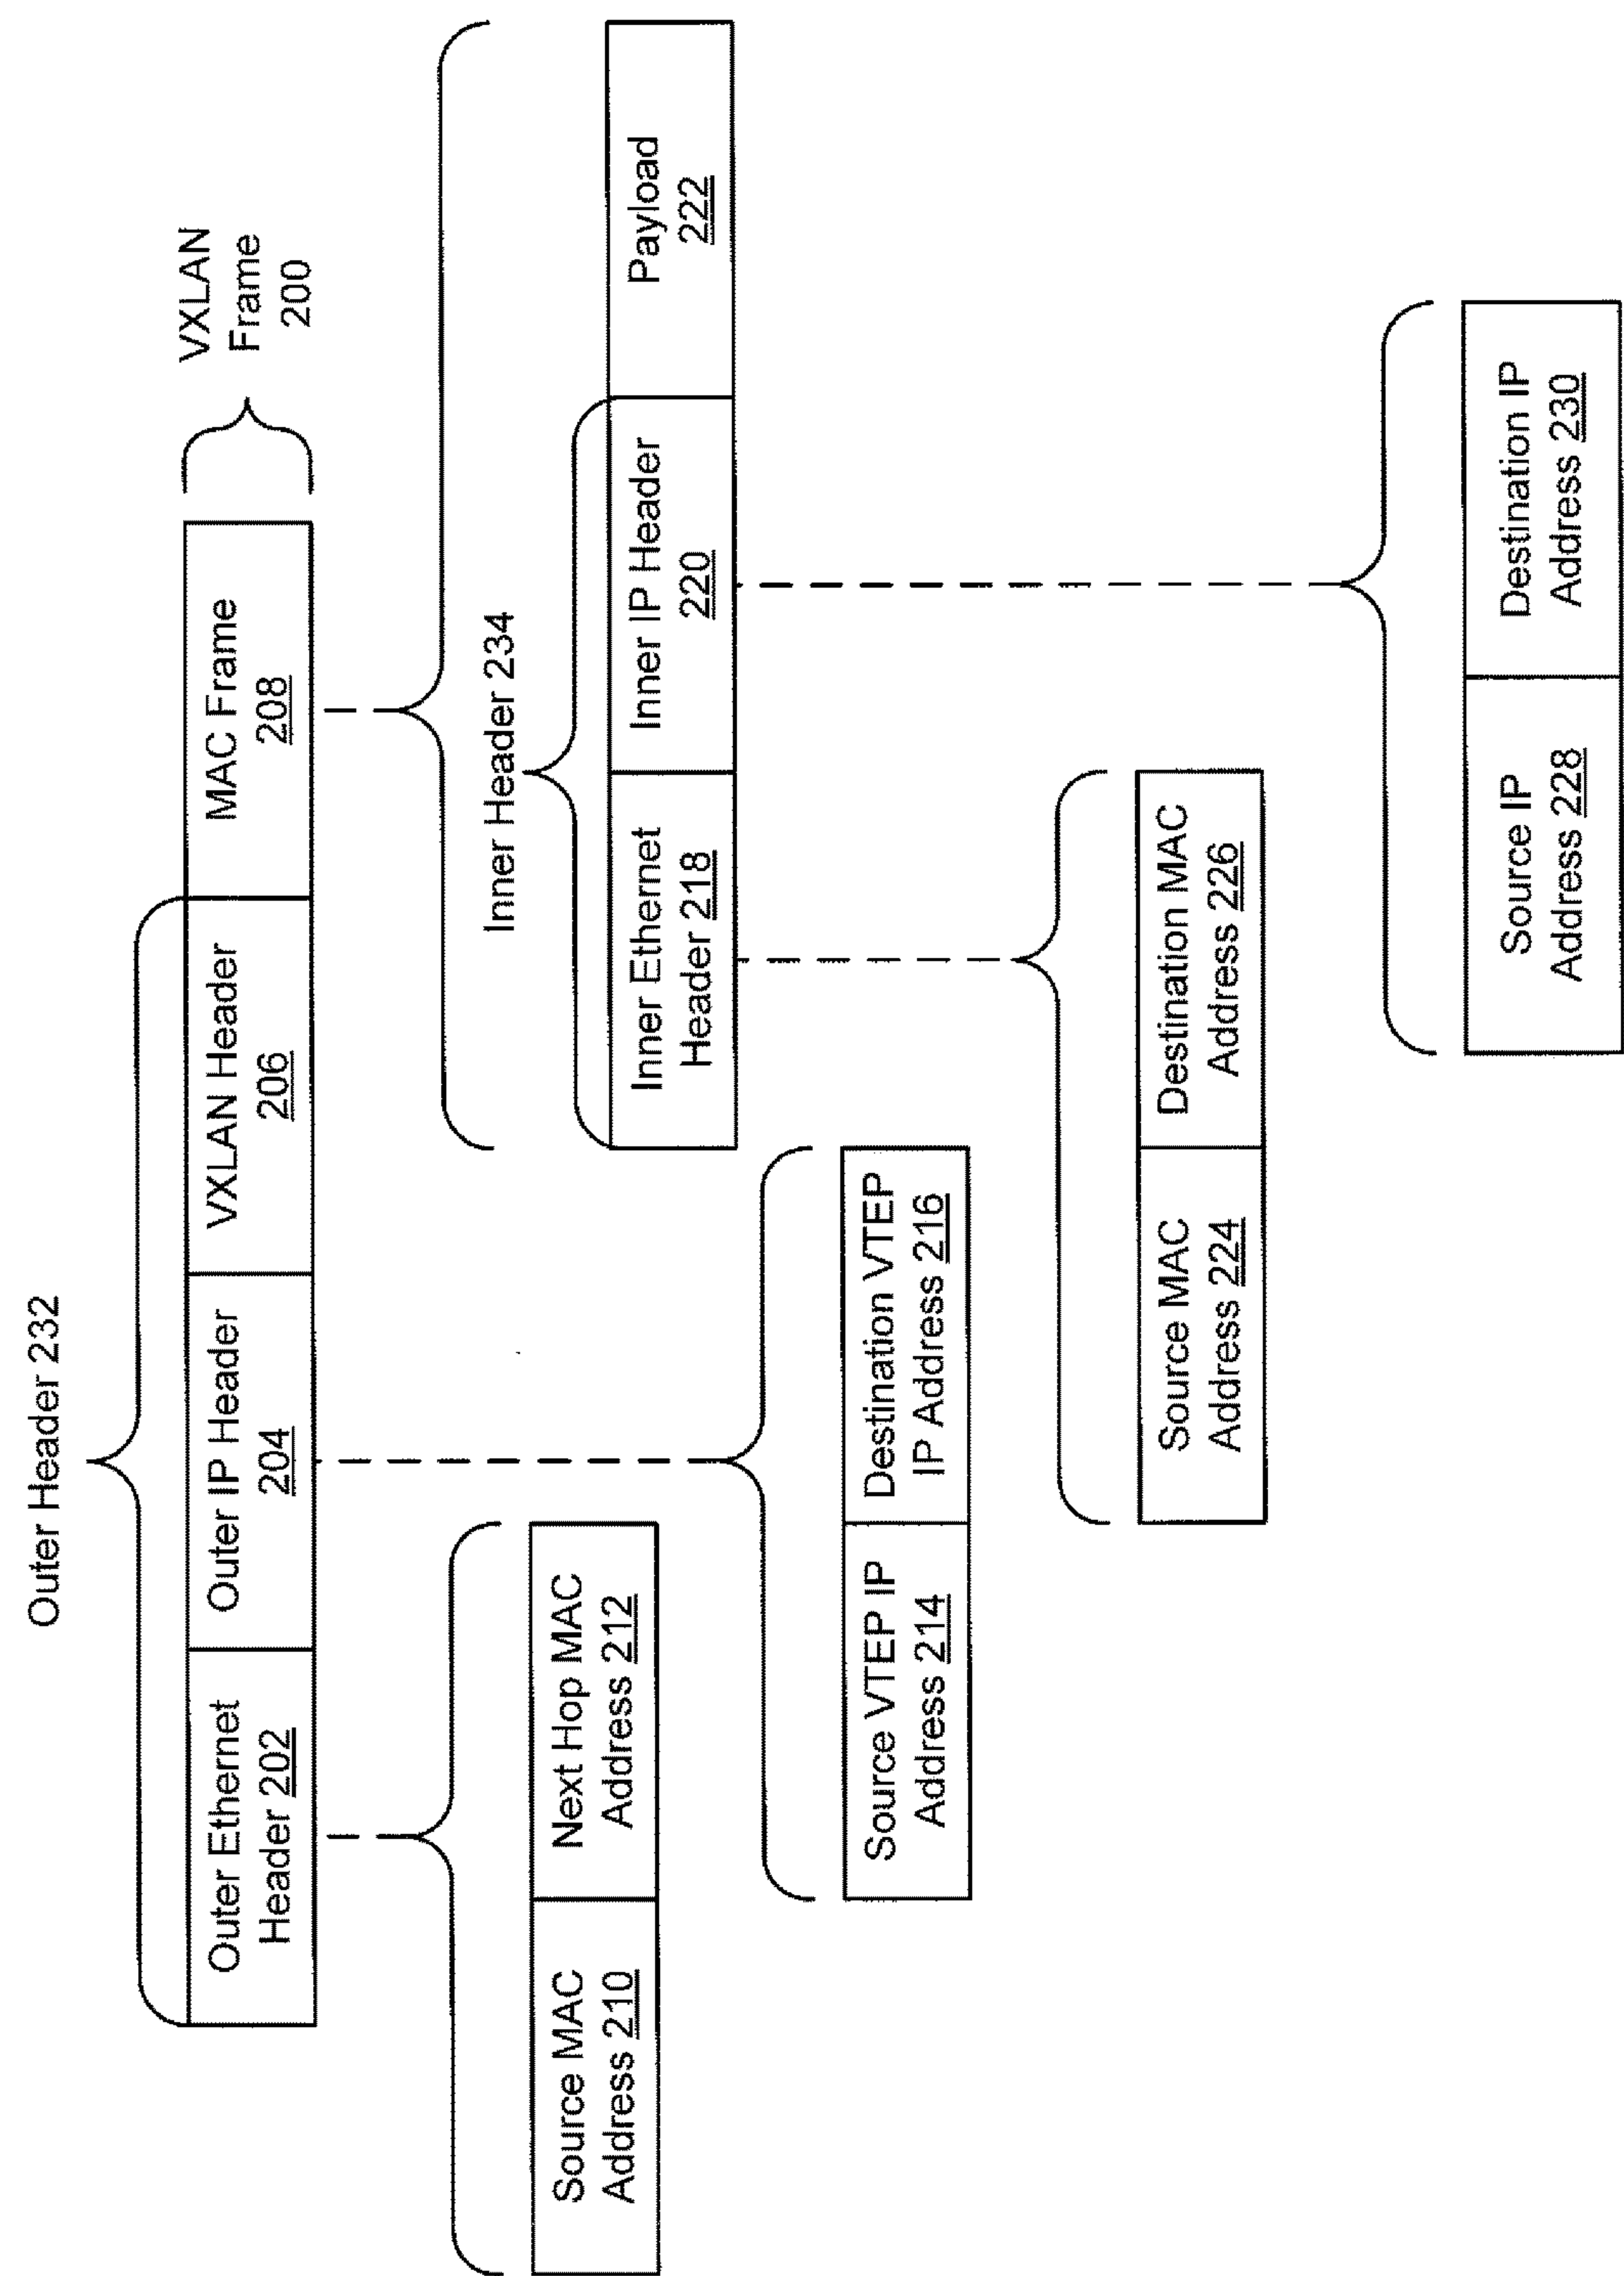 Outer Header 232
Outer Ethernet
Header 202
Outer IP Header
204
VXLAN Header
206
MAC Frame
208
VXLAN
Frame
200
Inner Header 234
Source MAC
Address 210
Next Hop MAC
Address 212
Inner Ethernet
Header 218
Inner IP Header
220
Payload
222
Source VTEP IP
Address 214
Destination VTEP
IP Address 216
Source MAC
Address 224
Destination MAC
Address 226
Source IP
Address 228
Destination IP
Address 230